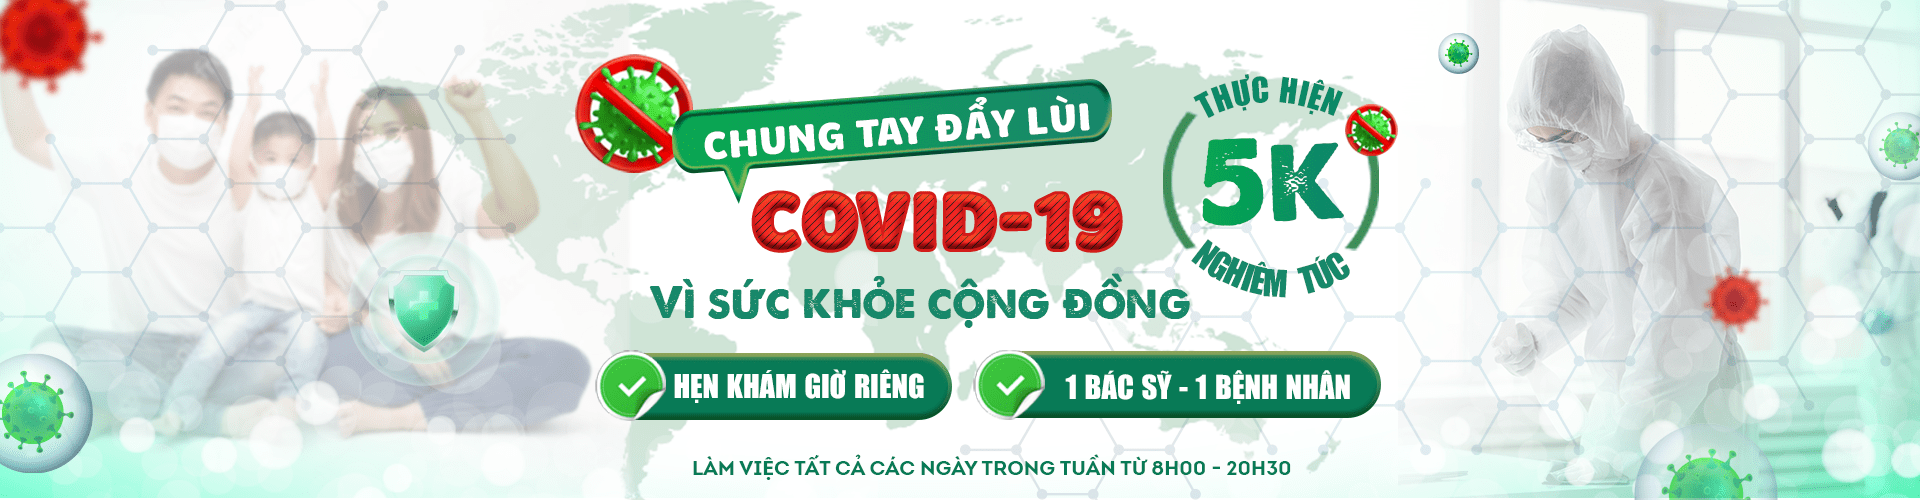 CHUNG TAY ĐẨY LÙI
COVID-19
VÌ SỨC KHỎE CỘNG ĐỒNG
THỰC HIỆN
5K
NGHIÊM TỨC
HẸN KHÁM GIỜ RIÊNG
1 BÁC SỸ - 1 BỆNH NHÂN
LÀM VIỆC TẤT CẢ CÁC NGÀY TRONG TUẦN TỪ 8H00 - 20H30